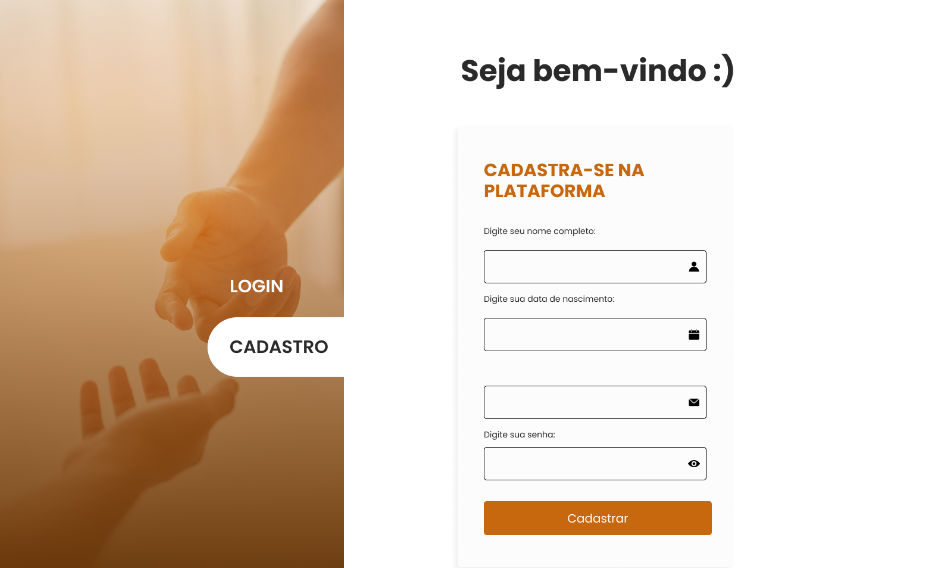 Seja bem-vindo :)
CADASTRA-SE NA
PLATAFORMA
Digite seu nome completo:
LOGIN
Digite sua data de nascimento:
CADASTRO
Digite sua senha:
Cadastrar